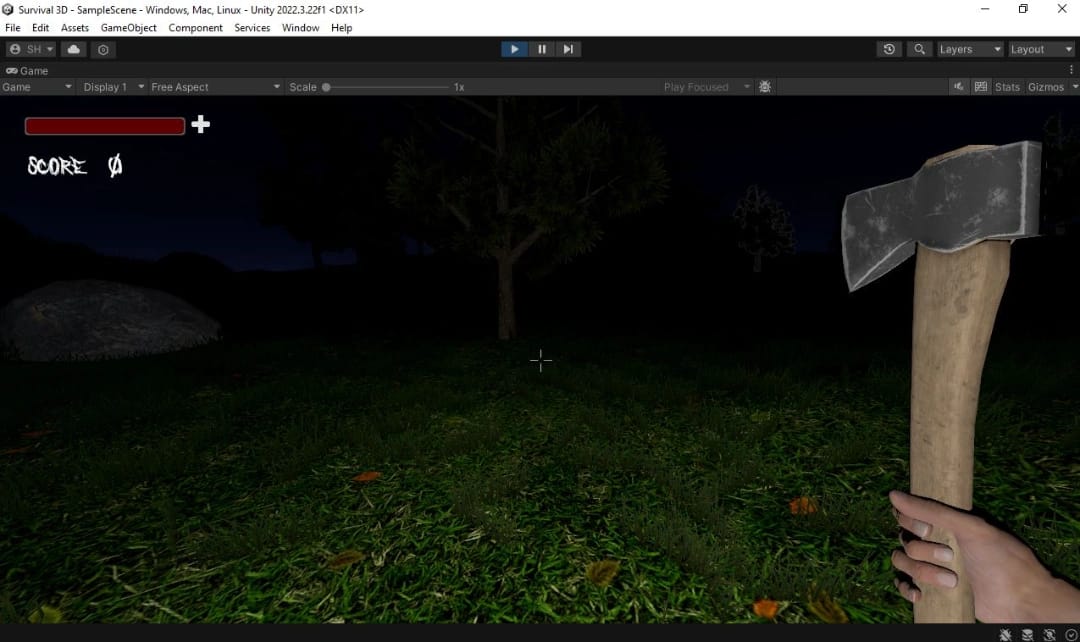 Survival 3D - SampleScene - Windows, Mac, Linux - Unity 2022.3.22f1 <DX11>
File Edit Assets GameObject Component Services Window Help
SH Layers Layout
Game
Game Display 1 Free Aspect Scale 1x Play Focused Stats Gizmos
SCORE 0